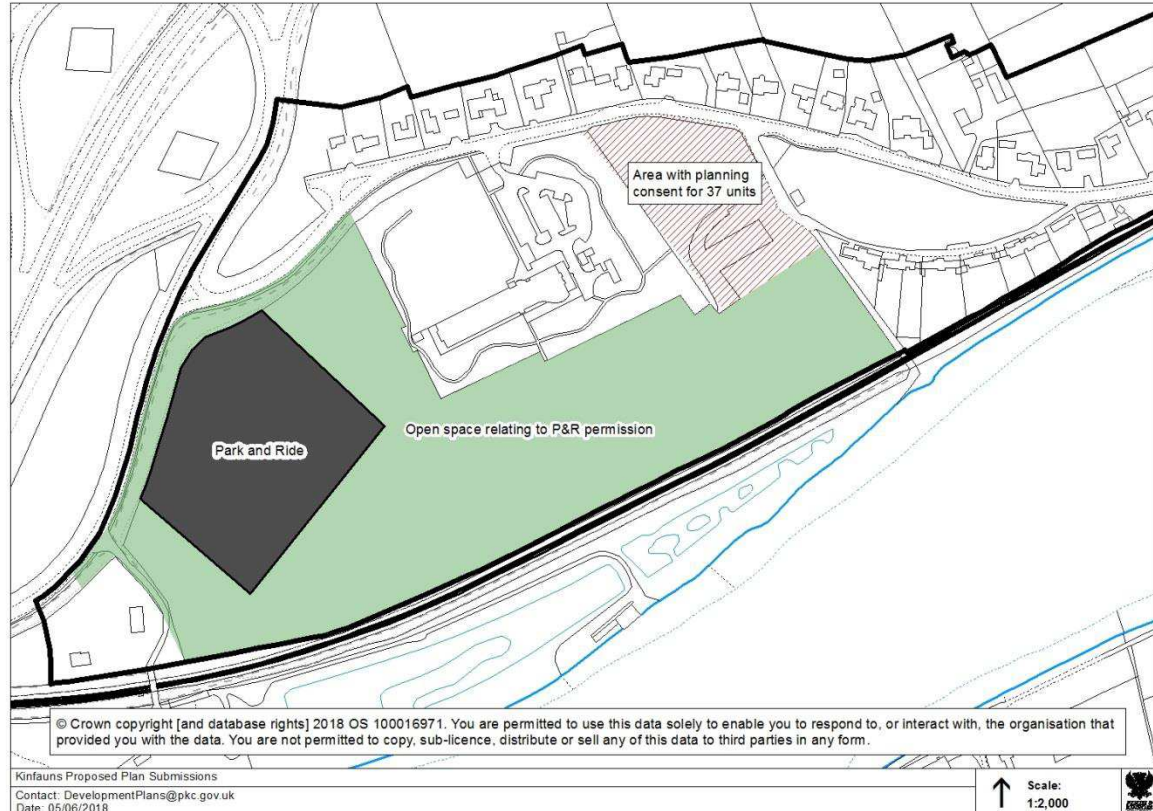 Area with planning
consent for 37 units
Open space relating to P&R permission
Park and Ride
© Crown copyright [and database rights] 2018 OS 100016971. You are permitted to use this data solely to enable you to respond to, or interact with, the organisation that
provided you with the data. You are not permitted to copy, sub-licence, distribute or sell any of this data to third parties in any form.
Kinfauns Proposed Plan Submissions
Contact: DevelopmentPlans@pkc.gov.uk
Date: 05/06/2018
Scale:
1:2,000